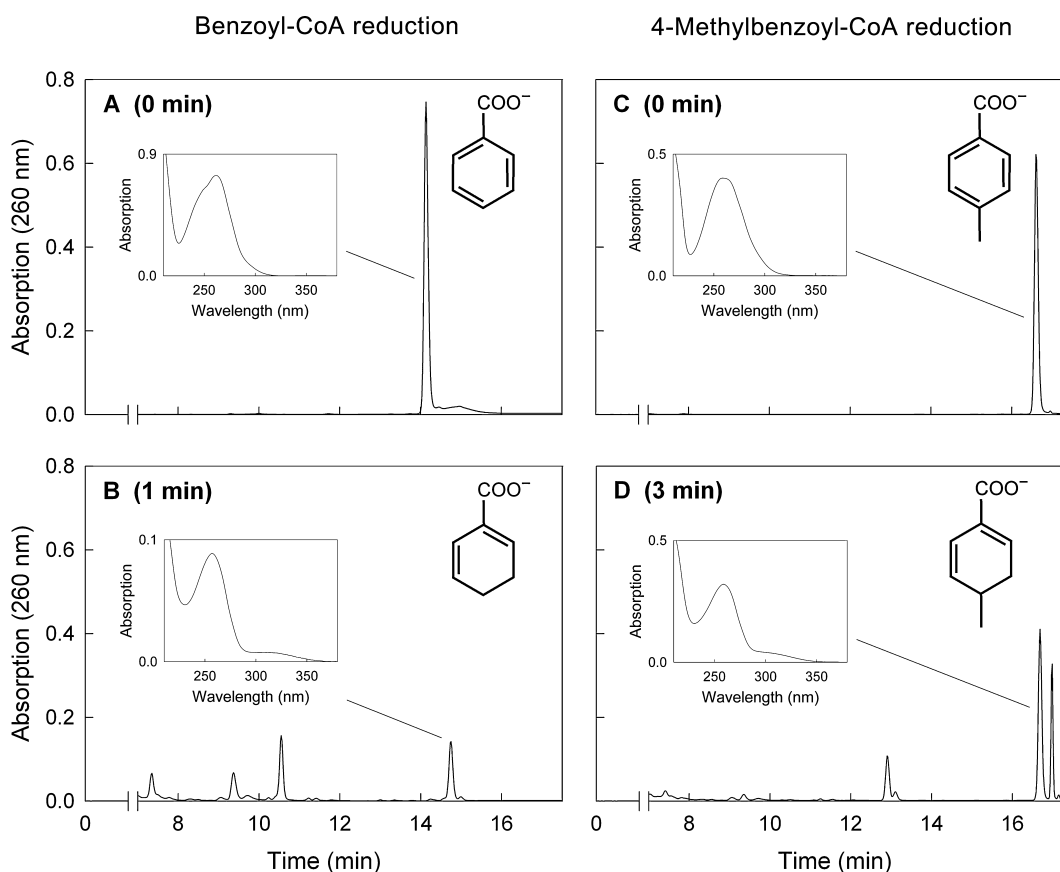 Benzoyl-CoA reduction
4-Methylbenzoyl-CoA reduction
0.8
0.6
0.4
0.2
0.0
Absorption (260 nm)
A (0 min)
COO⁻
0.9
0.0
Absorption
250 300 350
Wavelength (nm)
8 10 12 14 16
C (0 min)
COO⁻
0.5
0.0
Absorption
250 300 350
Wavelength (nm)
0.8
0.6
0.4
0.2
0.0
Absorption (260 nm)
B (1 min)
COO⁻
0.1
0.0
Absorption
250 300 350
Wavelength (nm)
0 8 10 12 14 16
Time (min)
D (3 min)
COO⁻
0.5
0.0
Absorption
250 300 350
Wavelength (nm)
0 8 10 12 14 16
Time (min)